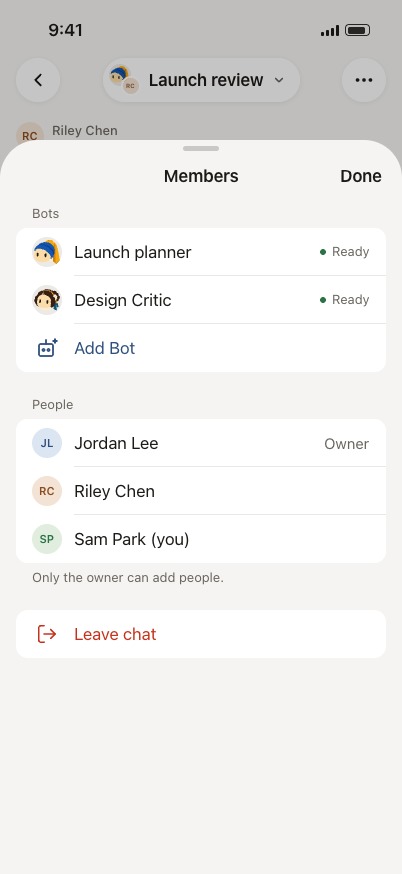 9:41
RC
Launch review
RC
Riley Chen
Members
Done
Bots
Launch planner
Ready
Design Critic
Ready
Add Bot
People
JL
Jordan Lee
Owner
RC
Riley Chen
SP
Sam Park (you)
Only the owner can add people.
Leave chat